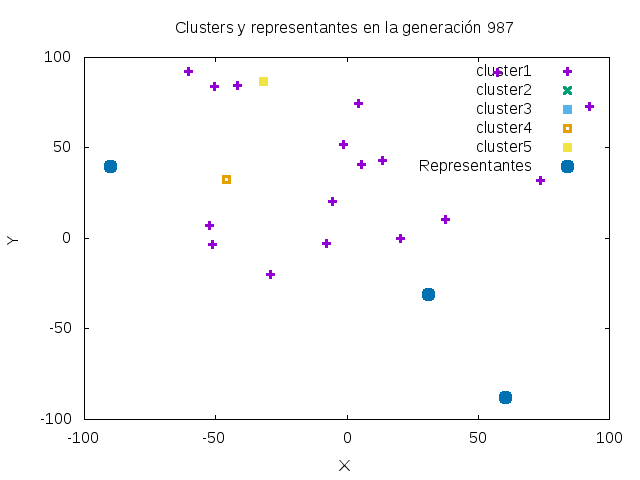 Clusters y representantes en la generación 987
100
50
0
-50
-100
-100
-50
0
50
100
Y
X
cluster1
cluster2
cluster3
cluster4
cluster5
Representantes